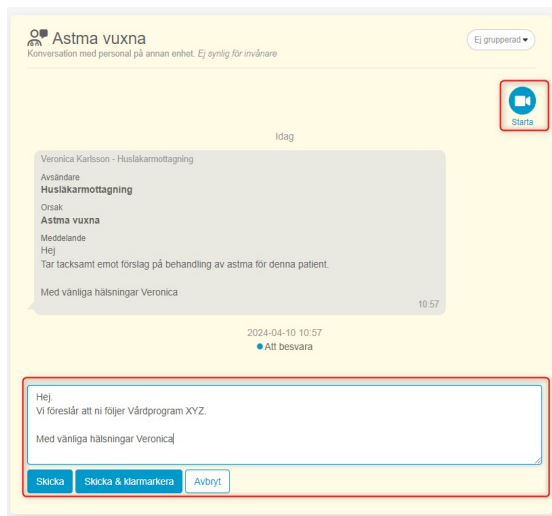 Astma vuxna
Ej grupperad
Konversation med personal på annan enhet. Ej synlig för invånare
Starta
Idag
Veronica Karlsson - Husläkarmottagning
Avsändare
Husläkarmottagning
Orsak
Astma vuxna
Meddelande
Hej
Tar tacksamt emot förslag på behandling av astma för denna patient.
Med vänliga hälsningar Veronica
10:57
2024-04-10 10:57
Att besvara
Hej.
Vi föreslår att ni följer Vårdprogram XYZ.
Med vänliga hälsningar Veronica
Skicka
Skicka & klarmarkera
Avbryt